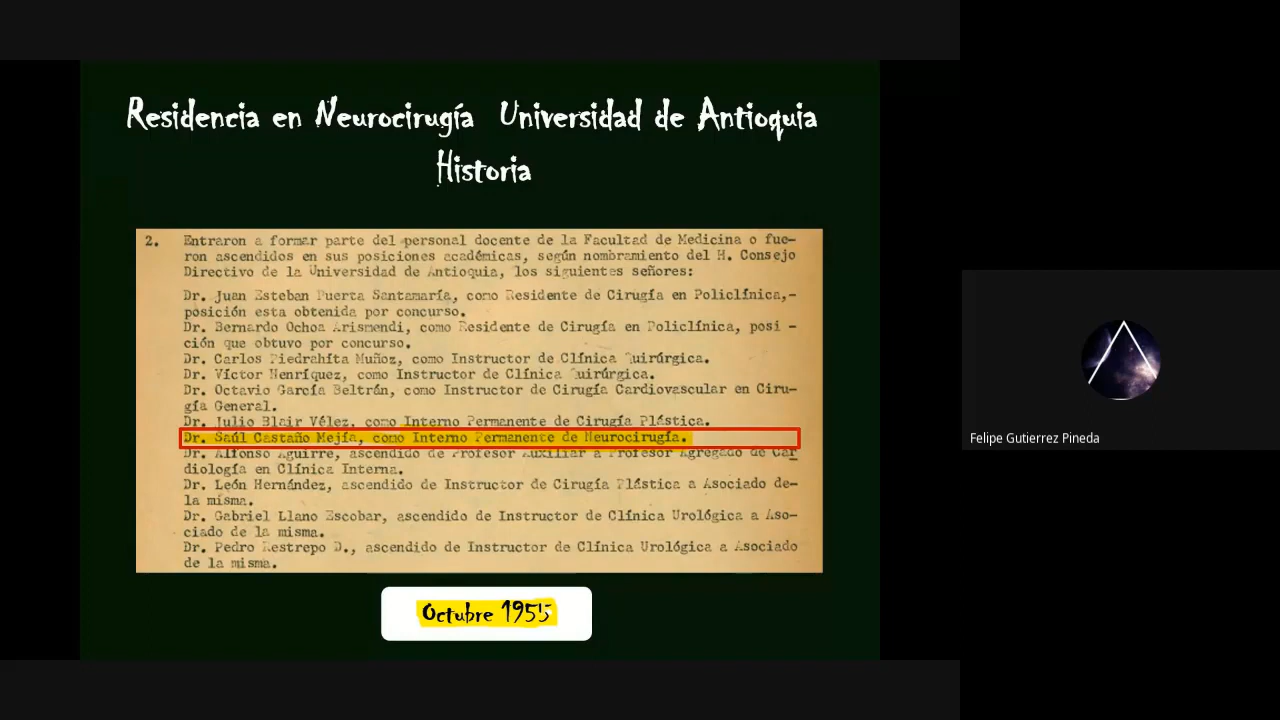 Residencia en Neurocirugía Universidad de Antioquia
Historia
2. Entraron a formar parte del personal docente de la Facultad de Medicina o fue-
ron ascendidos en sus posiciones académicas, según nombramiento del H. Consejo
Directivo de la Universidad de Antioquia, los siguientes señores:
Dr. Juan Esteban Puerta Santamaría, como Residente de Cirugía en Policlínica,-
posición esta obtenida por concurso.
Dr. Bernardo Ochoa Arismendi, como Residente de Cirugía en Policlínica, posi -
ción que obtuvo por concurso.
Dr. Carlos Piedrahíta Muñoz, como Instructor de Clínica Quirúrgica.
Dr. Víctor Henríquez, como Instructor de Clínica Quirúrgica.
Dr. Octavio García Beltrán, como Instructor de Cirugía Cardiovascular en Ciru-
gía General.
Dr. Julio Blair Vélez, como Interno Permanente de Cirugía Plástica.
Dr. Saúl Castaño Mejía, como Interno Permanente de Neurocirugía.
Dr. Alfonso Aguirre, ascendido de Profesor Auxiliar a Profesor Agregado de Car
diología en Clínica Interna.
Dr. León Hernández, ascendido de Instructor de Cirugía Plástica a Asociado de-
la misma.
Dr. Gabriel Llano Escobar, ascendido de Instructor de Clínica Urológica a Aso-
ciado de la misma.
Dr. Pedro Restrepo D., ascendido de Instructor de Clínica Urológica a Asociado
de la misma.
Octubre 1955
Felipe Gutierrez Pineda